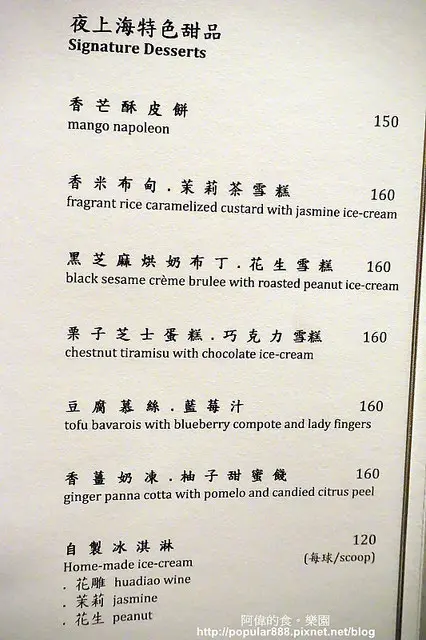 夜上海特色甜品
Signature Desserts
香芒酥皮餅
mango napoleon 150
香米布甸.茉莉茶雪糕 160
fragrant rice caramelized custard with jasmine ice-cream
黑芝麻烘奶布丁.花生雪糕 160
black sesame crème brulee with roasted peanut ice-cream
栗子芝士蛋糕.巧克力雪糕 160
chestnut tiramisu with chocolate ice-cream
豆腐慕絲.藍莓汁 160
tofu bavarois with blueberry compote and lady fingers
香薑奶凍.柚子甜蜜餞 160
ginger panna cotta with pomelo and candied citrus peel
自製冰淇淋 120
Home-made ice-cream (每球/scoop)
. 花雕 huadiao wine
. 茉莉 jasmine
. 花生 peanut
阿偉的食。樂園
http://popular888.pixnet.net/blog